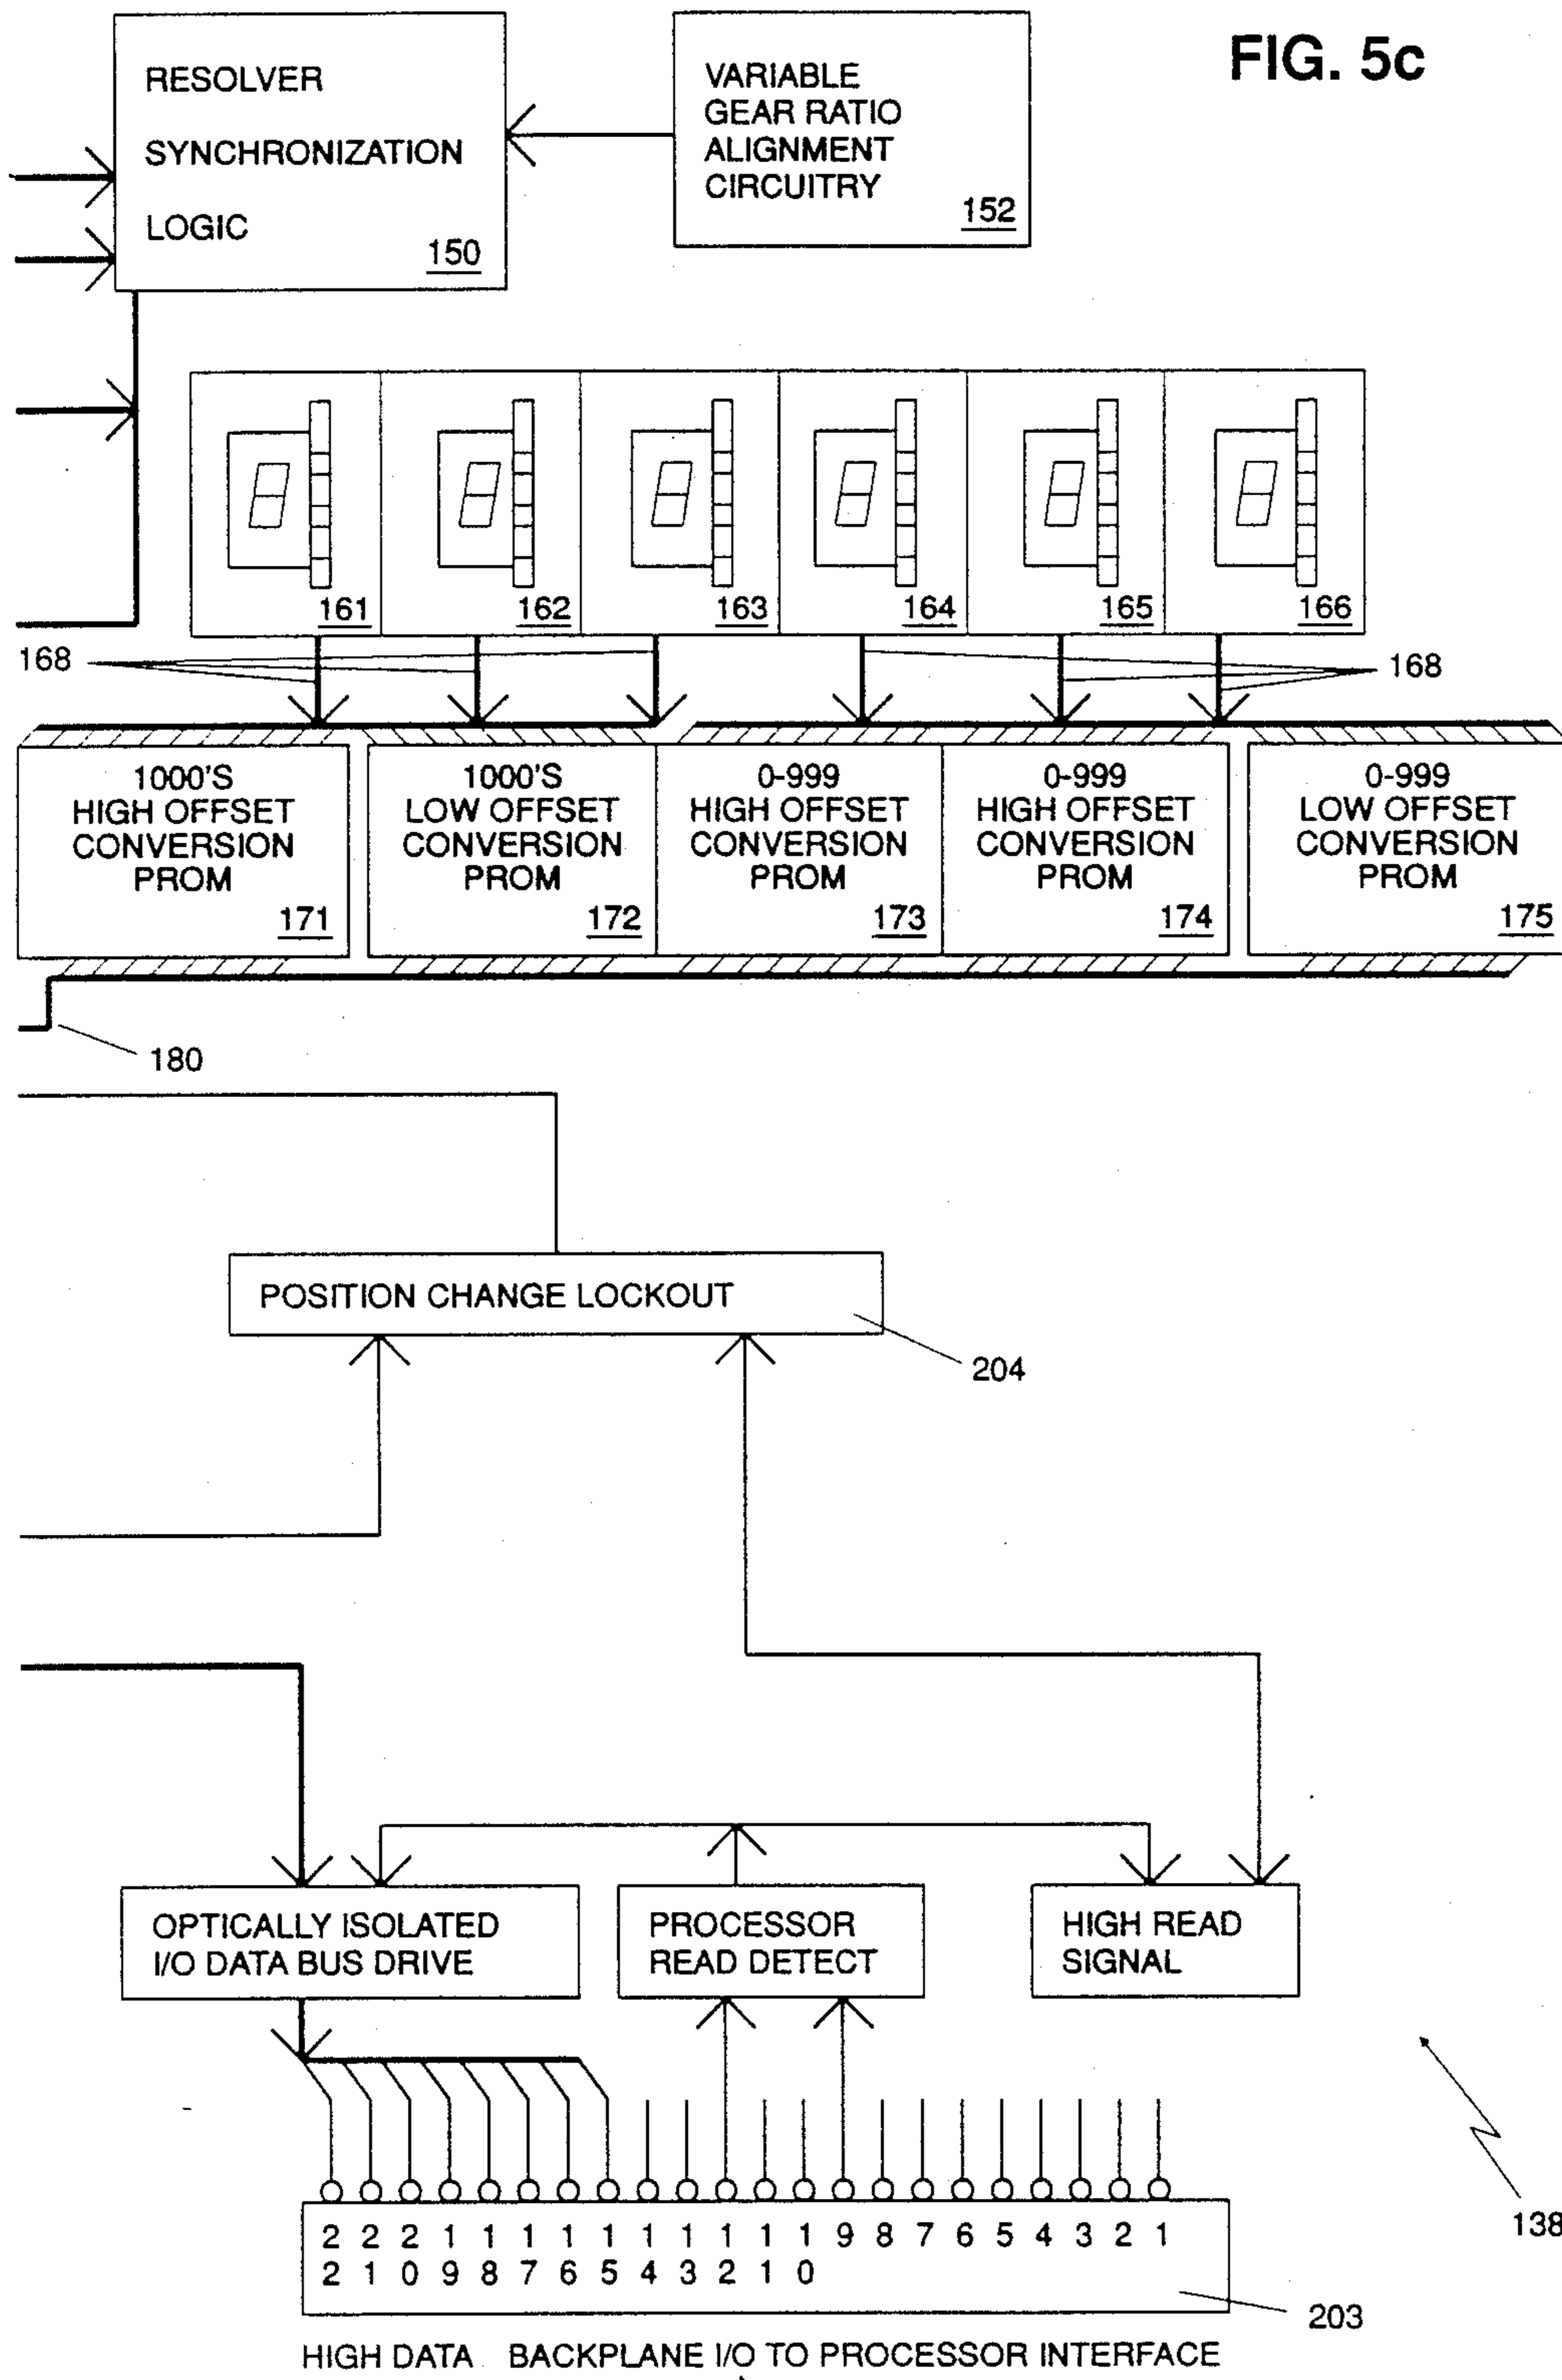 FIG. 5c
RESOLVER
SYNCHRONIZATION
LOGIC
150
VARIABLE
GEAR RATIO
ALIGNMENT
CIRCUITRY
152
161 162 163 164 165 166
168 168
1000'S
HIGH OFFSET
CONVERSION
PROM
171
1000'S
LOW OFFSET
CONVERSION
PROM
172
0-999
HIGH OFFSET
CONVERSION
PROM
173
0-999
HIGH OFFSET
CONVERSION
PROM
174
0-999
LOW OFFSET
CONVERSION
PROM
175
180
POSITION CHANGE LOCKOUT
204
OPTICALLY ISOLATED
I/O DATA BUS DRIVE
PROCESSOR
READ DETECT
HIGH READ
SIGNAL
138
2 2 2 1 1 1 1 1 1 1 1 1 1 9 8 7 6 5 4 3 2 1
2 1 0 9 8 7 6 5 4 3 2 1 0
203
HIGH DATA BACKPLANE I/O TO PROCESSOR INTERFACE